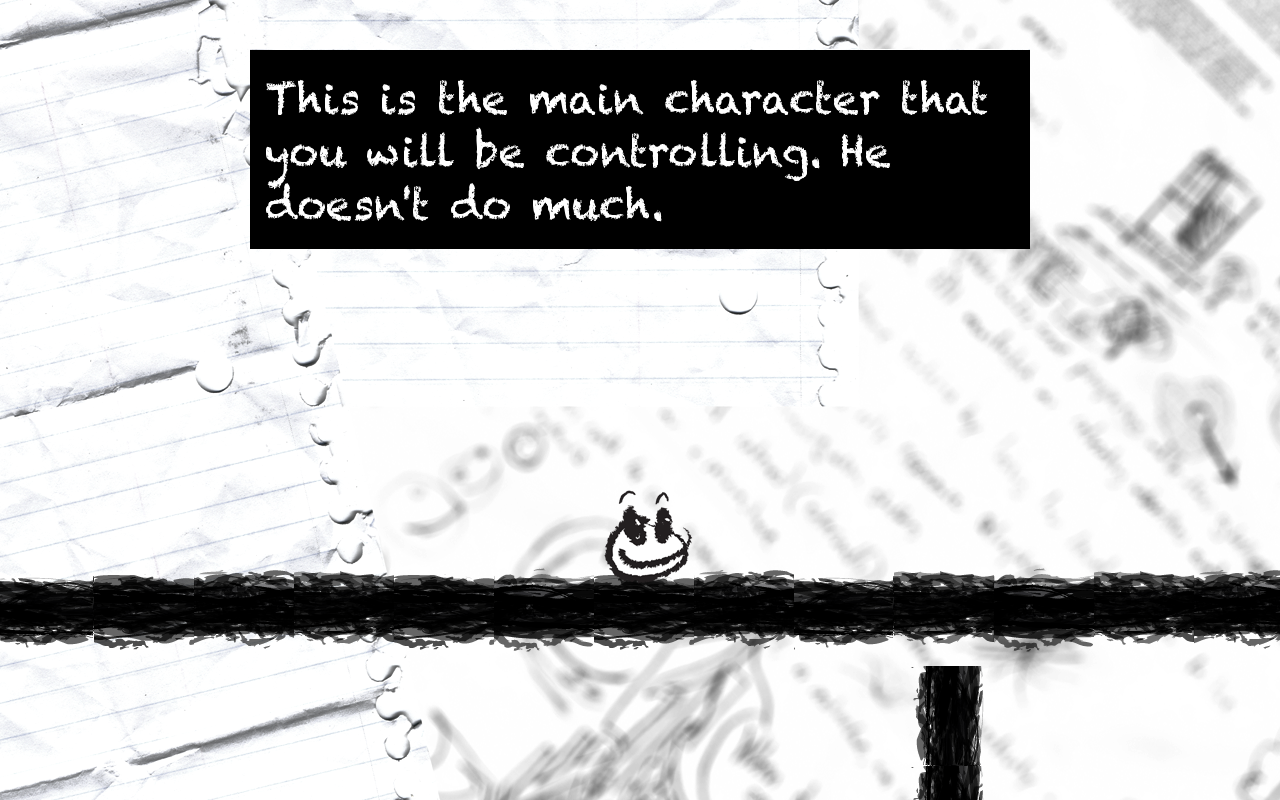 This is the main character that
you will be controlling. He
doesn't do much.